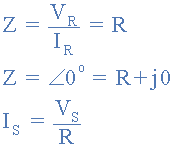 Z = V_R / I_R = R
Z = ∠0° = R+j0
I_S = V_S / R